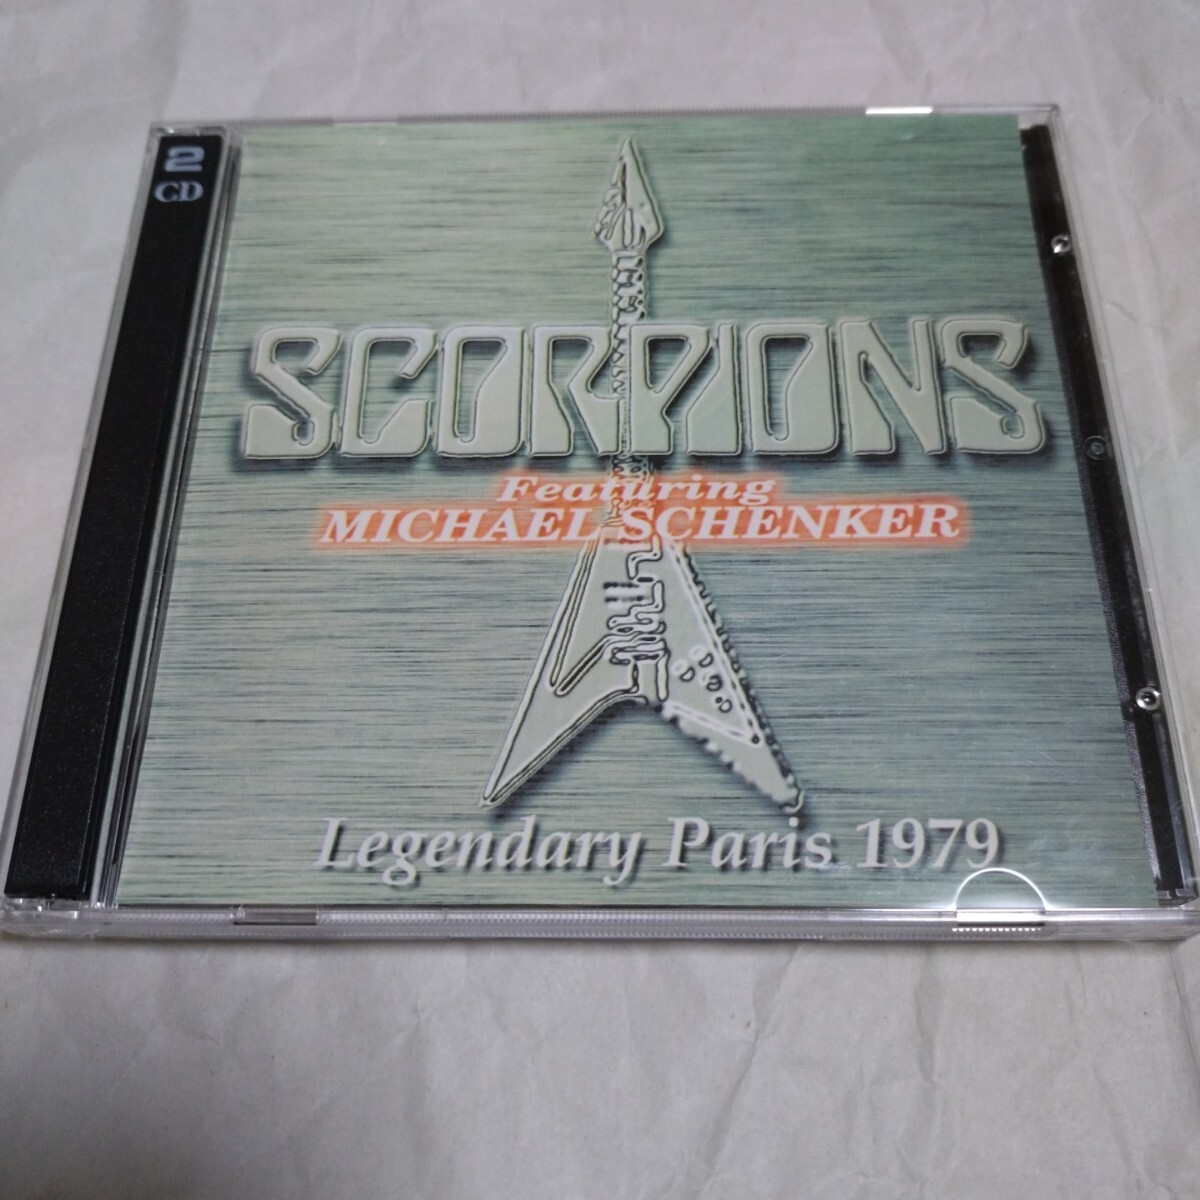 2
CD
SCORPIONS
Featuring
MICHAEL SCHENKER
Legendary Paris 1979